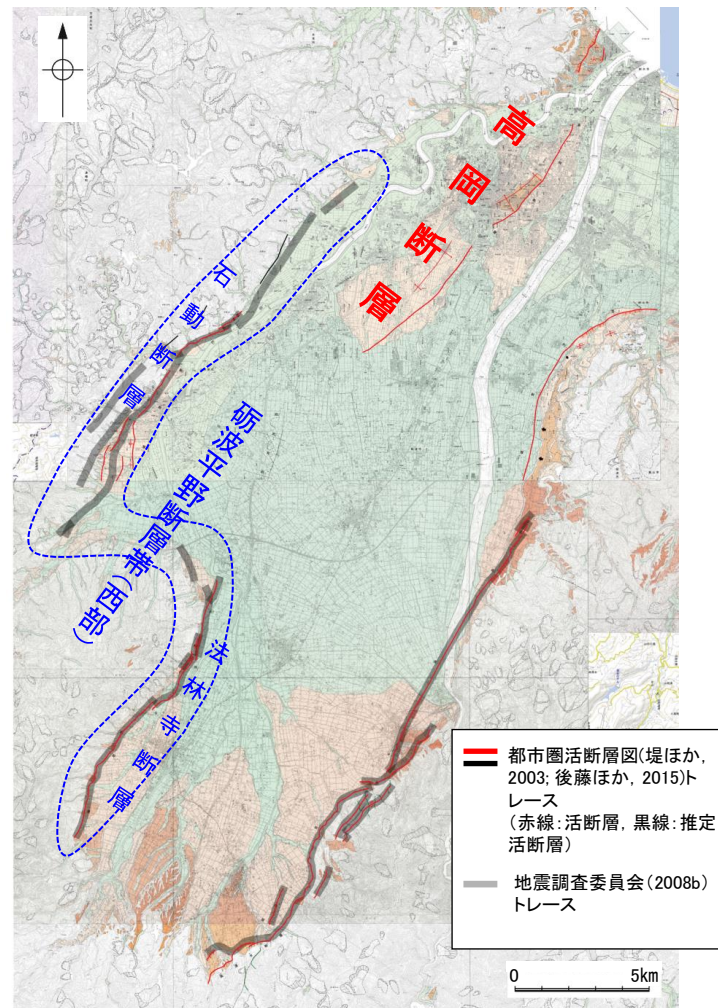 高岡断層
石動断層
砺波平野断層帯(西部)
法林寺断層
都市圏活断層図(堤ほか,
2003; 後藤ほか, 2015)ト
レース
(赤線:活断層, 黒線:推定
活断層)
地震調査委員会(2008b)
トレース
0 5km